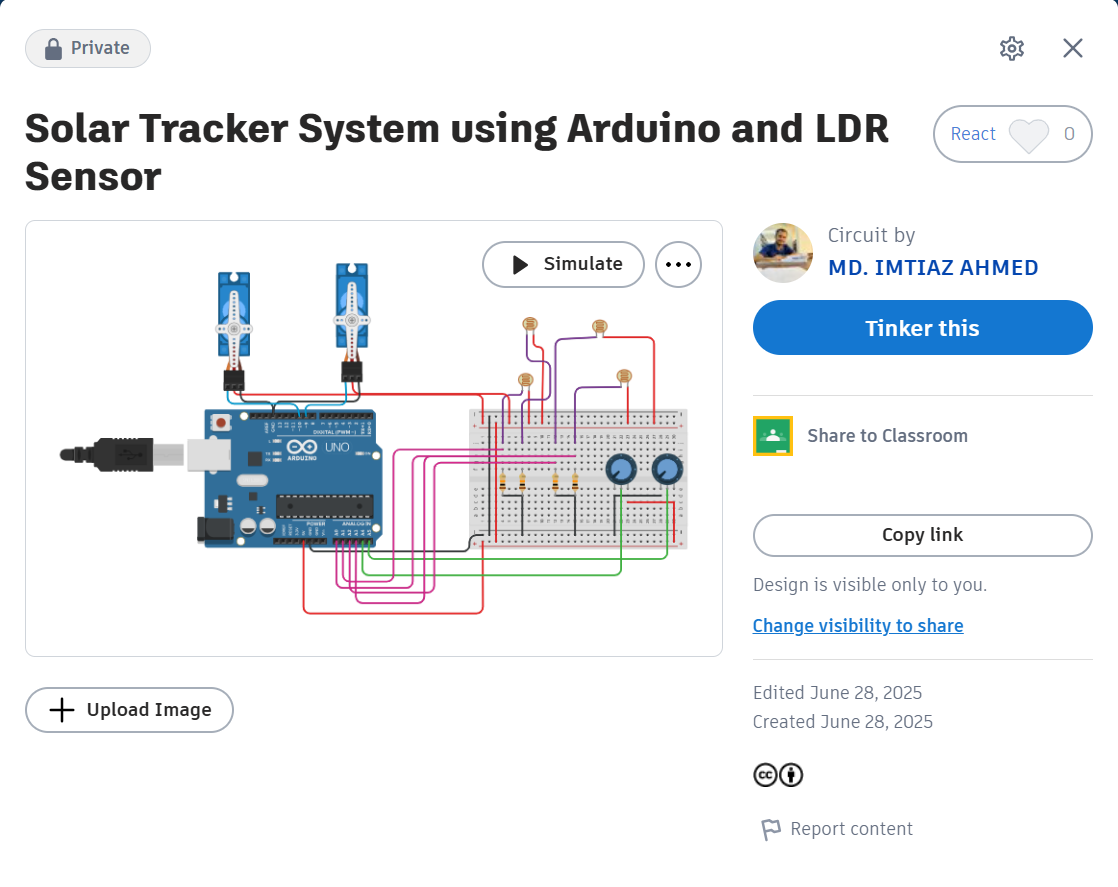 Private
Solar Tracker System using Arduino and LDR
Sensor
React 0
Simulate
Circuit by
MD. IMTIAZ AHMED
Tinker this
Share to Classroom
DIGITAL (PWM~)
UNO
ARDUINO
POWER
ANALOG IN
Copy link
Design is visible only to you.
Change visibility to share
Upload Image
Edited June 28, 2025
Created June 28, 2025
cc
Report content